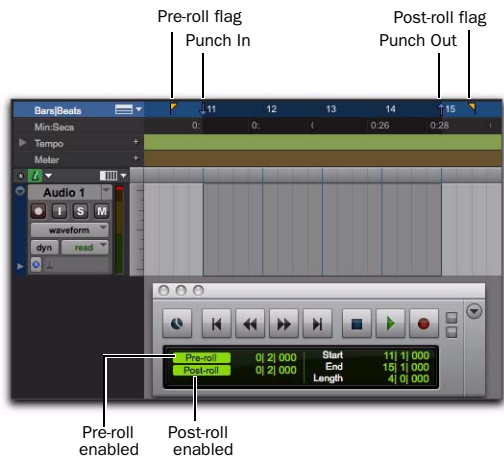 Pre-roll flag
Post-roll flag
Punch In
Punch Out
Bars|Beats
11 12 13 14 15
Min:Secs
0: 0: 0:26 0:28
Tempo +
Meter +
Audio 1
I S M
waveform
dyn read
Pre-roll 0| 2| 000
Post-roll 0| 2| 000
Start 11| 1| 000
End 15| 1| 000
Length 4| 0| 000
Pre-roll enabled
Post-roll enabled